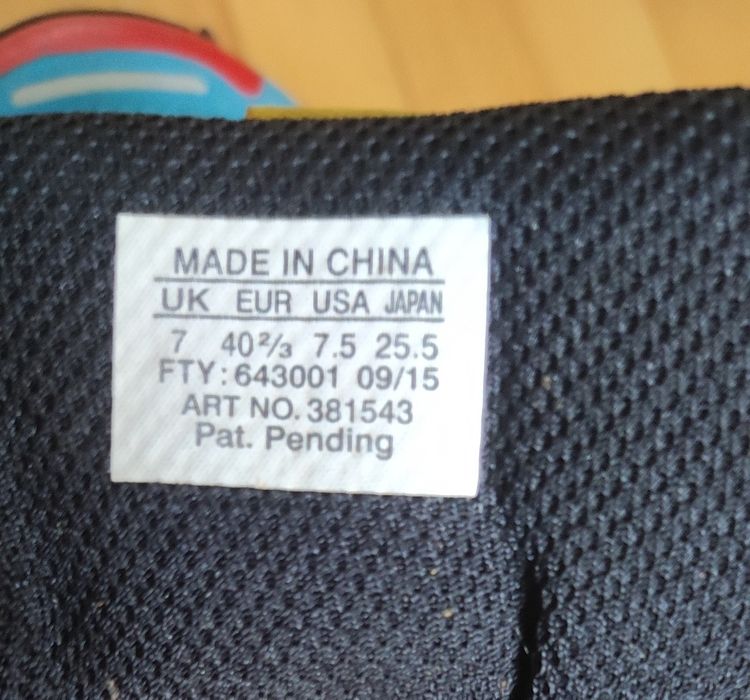 MADE IN CHINA
UK EUR USA JAPAN
7 40⅔ 7.5 25.5
FTY: 643001 09/15
ART NO. 381543
Pat. Pending